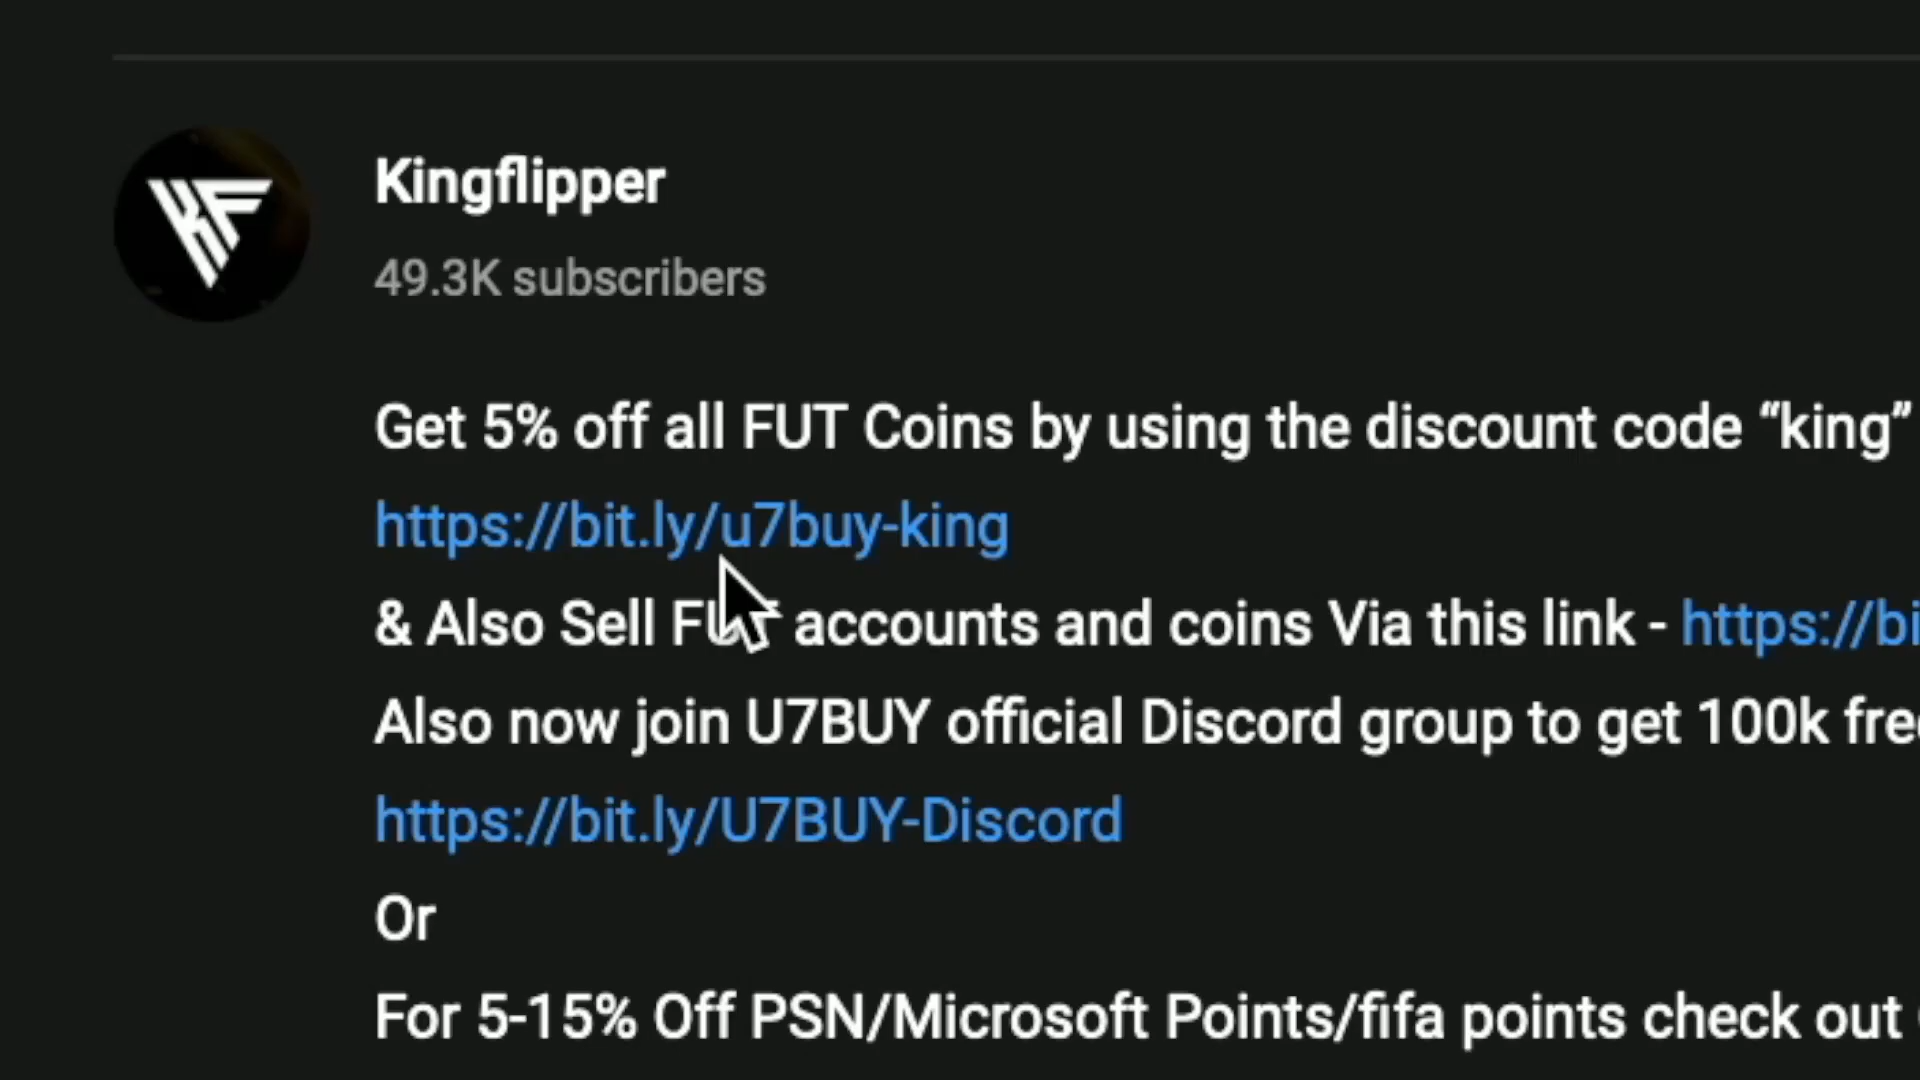 KF
Kingflipper
49.3K subscribers
Get 5% off all FUT Coins by using the discount code “king”
https://bit.ly/u7buy-king
& Also Sell FUT accounts and coins Via this link - https://bi
Also now join U7BUY official Discord group to get 100k fre
https://bit.ly/U7BUY-Discord
Or
For 5-15% Off PSN/Microsoft Points/fifa points check out